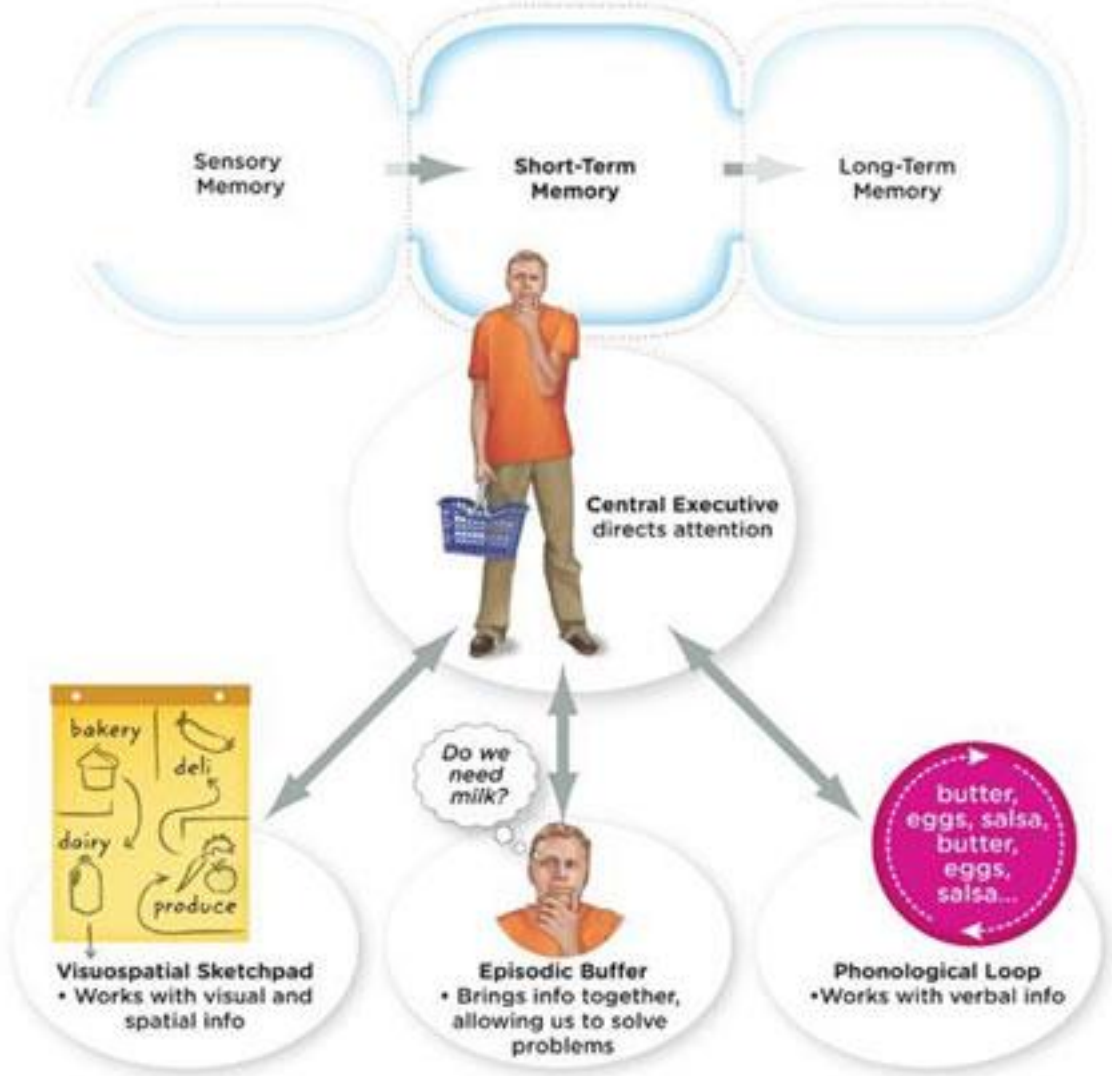 Sensory
Memory
Short-Term
Memory
Long-Term
Memory
Central Executive
directs attention
bakery
deli
dairy
produce
Do we
need
milk?
butter,
eggs, salsa,
butter,
eggs,
salsa...
Visuospatial Sketchpad
• Works with visual and
spatial info
Episodic Buffer
• Brings info together,
allowing us to solve
problems
Phonological Loop
•Works with verbal info